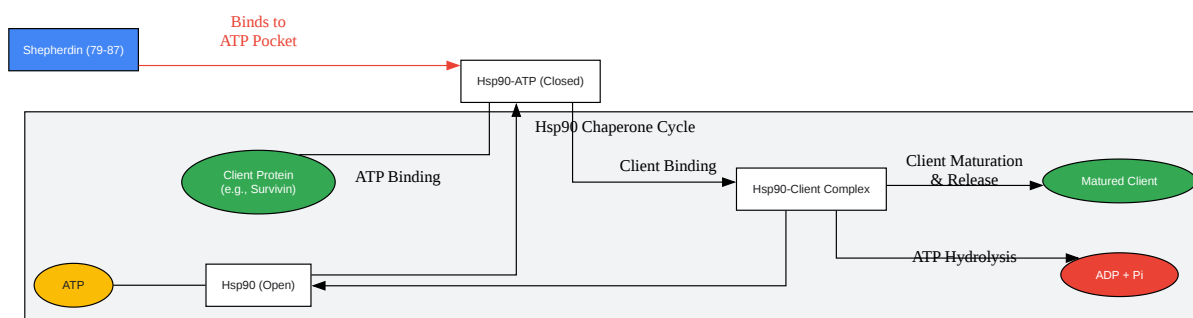 Binds to
ATP Pocket
Shepherdin (79-87)
Hsp90-ATP (Closed)
Hsp90 Chaperone Cycle
Client Protein
(e.g., Survivin)
ATP Binding
Client Binding
Hsp90-Client Complex
Client Maturation
& Release
Matured Client
ATP
Hsp90 (Open)
ATP Hydrolysis
ADP + Pi